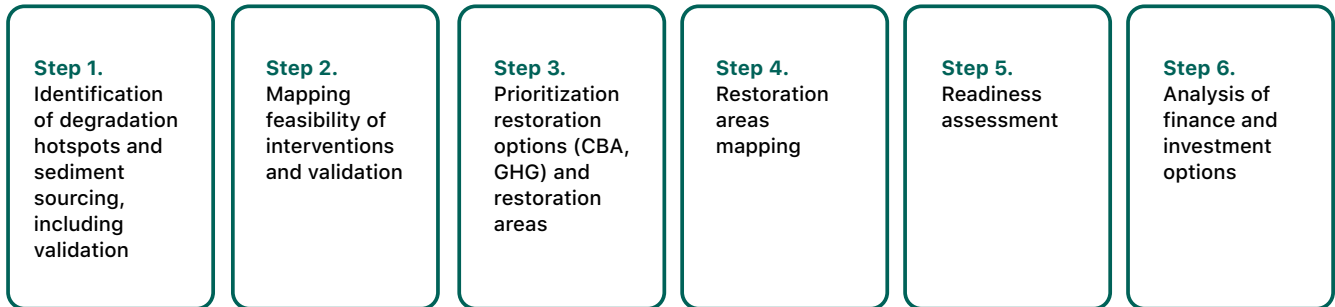 Step 1.
Identification
of degradation
hotspots and
sediment
sourcing,
including
validation
Step 2.
Mapping
feasibility of
interventions
and validation
Step 3.
Prioritization
restoration
options (CBA,
GHG) and
restoration
areas
Step 4.
Restoration
areas
mapping
Step 5.
Readiness
assessment
Step 6.
Analysis of
finance and
investment
options